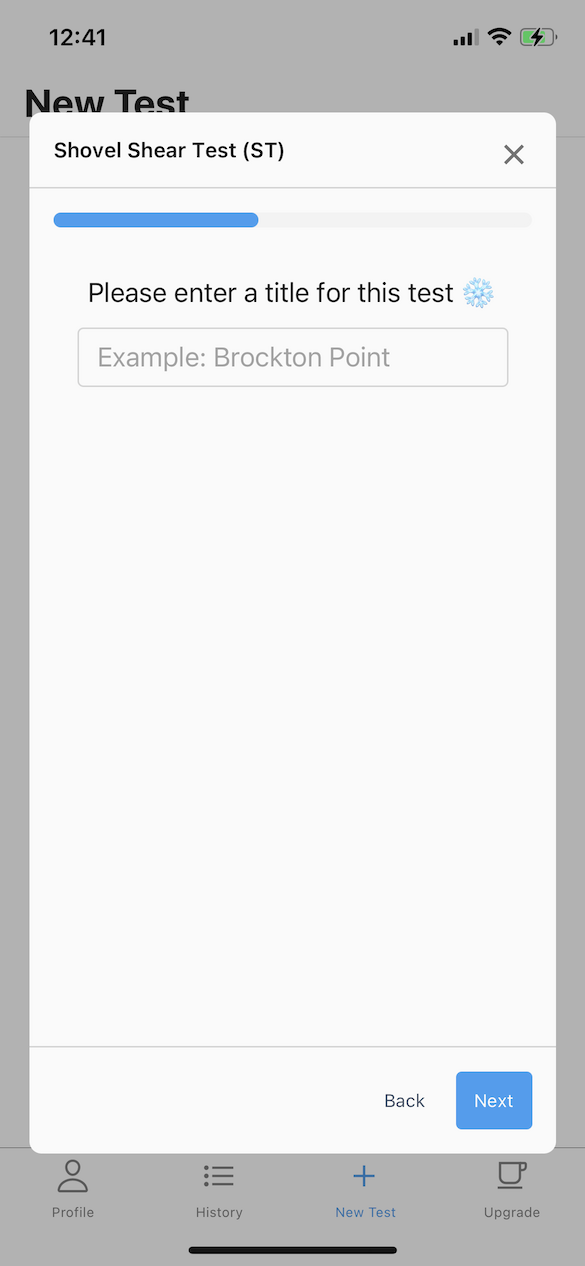 12:41
New Test
Shovel Shear Test (ST)
Please enter a title for this test ❄️
Example: Brockton Point
Back
Next
Profile
History
New Test
Upgrade